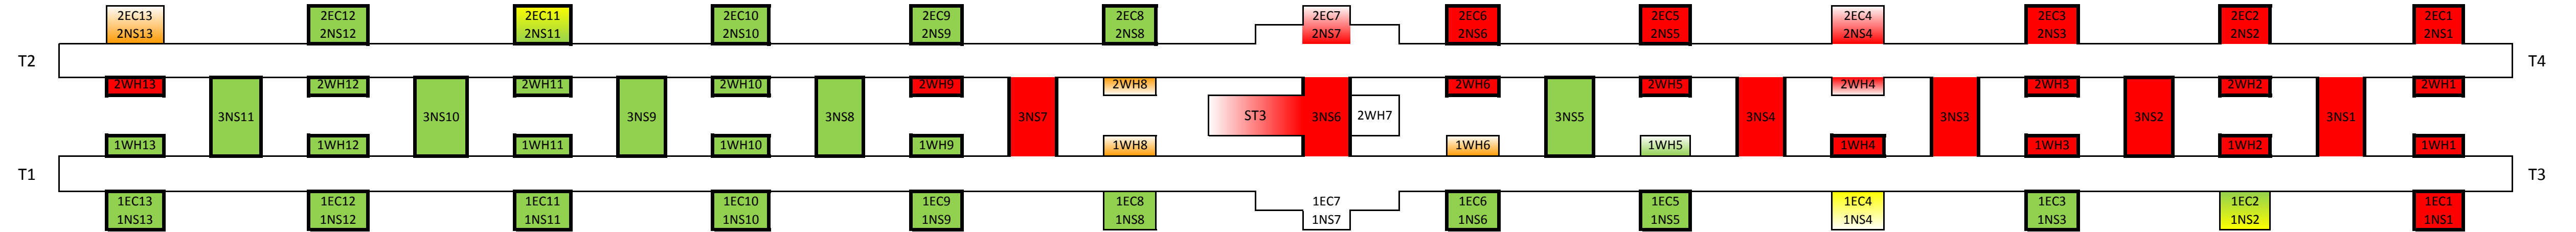 2EC13 2EC12 2EC11 2EC10 2EC9 2EC8 2EC7 2EC6 2EC5 2EC4 2EC3 2EC2 2EC1
2NS13 2NS12 2NS11 2NS10 2NS9 2NS8 2NS7 2NS6 2NS5 2NS4 2NS3 2NS2 2NS1
T2 T4
2WH13 2WH12 2WH11 2WH10 2WH9 2WH8 2WH6 2WH5 2WH4 2WH3 2WH2 2WH1
3NS11 3NS10 3NS9 3NS8 3NS7 ST3 3NS6 2WH7 3NS5 3NS4 3NS3 3NS2 3NS1
1WH13 1WH12 1WH11 1WH10 1WH9 1WH8 1WH6 1WH5 1WH4 1WH3 1WH2 1WH1
T1 T3
1EC13 1EC12 1EC11 1EC10 1EC9 1EC8 1EC7 1EC6 1EC5 1EC4 1EC3 1EC2 1EC1
1NS13 1NS12 1NS11 1NS10 1NS9 1NS8 1NS7 1NS6 1NS5 1NS4 1NS3 1NS2 1NS1